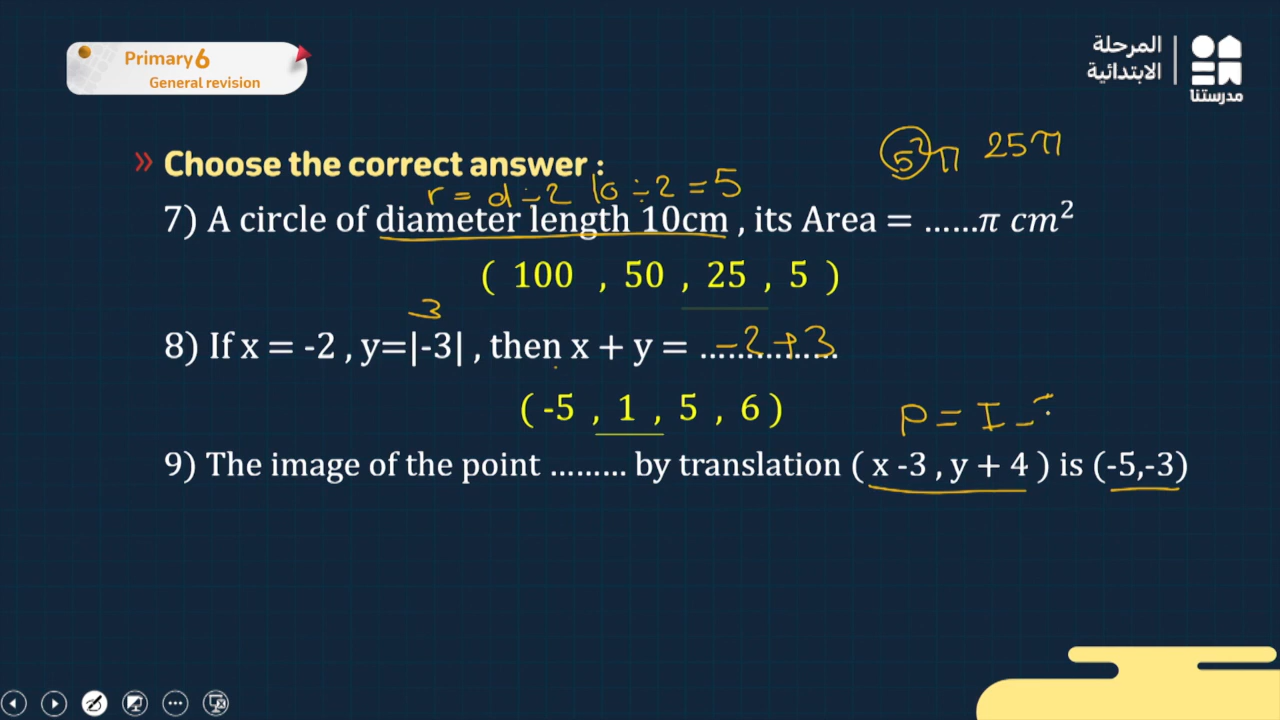 Primary 6
General revision
المرحلة
الابتدائية
مدرستنا
5²π 25π
» Choose the correct answer :
r = d ÷ 2 10 ÷ 2 = 5
7) A circle of diameter length 10cm , its Area = ......π cm²
( 100 , 50 , 25 , 5 )
3
8) If x = -2 , y=|-3| , then x + y = ...............
-2+3
( -5 , 1 , 5 , 6 )
P = I -
9) The image of the point ......... by translation ( x -3 , y + 4 ) is (-5,-3)